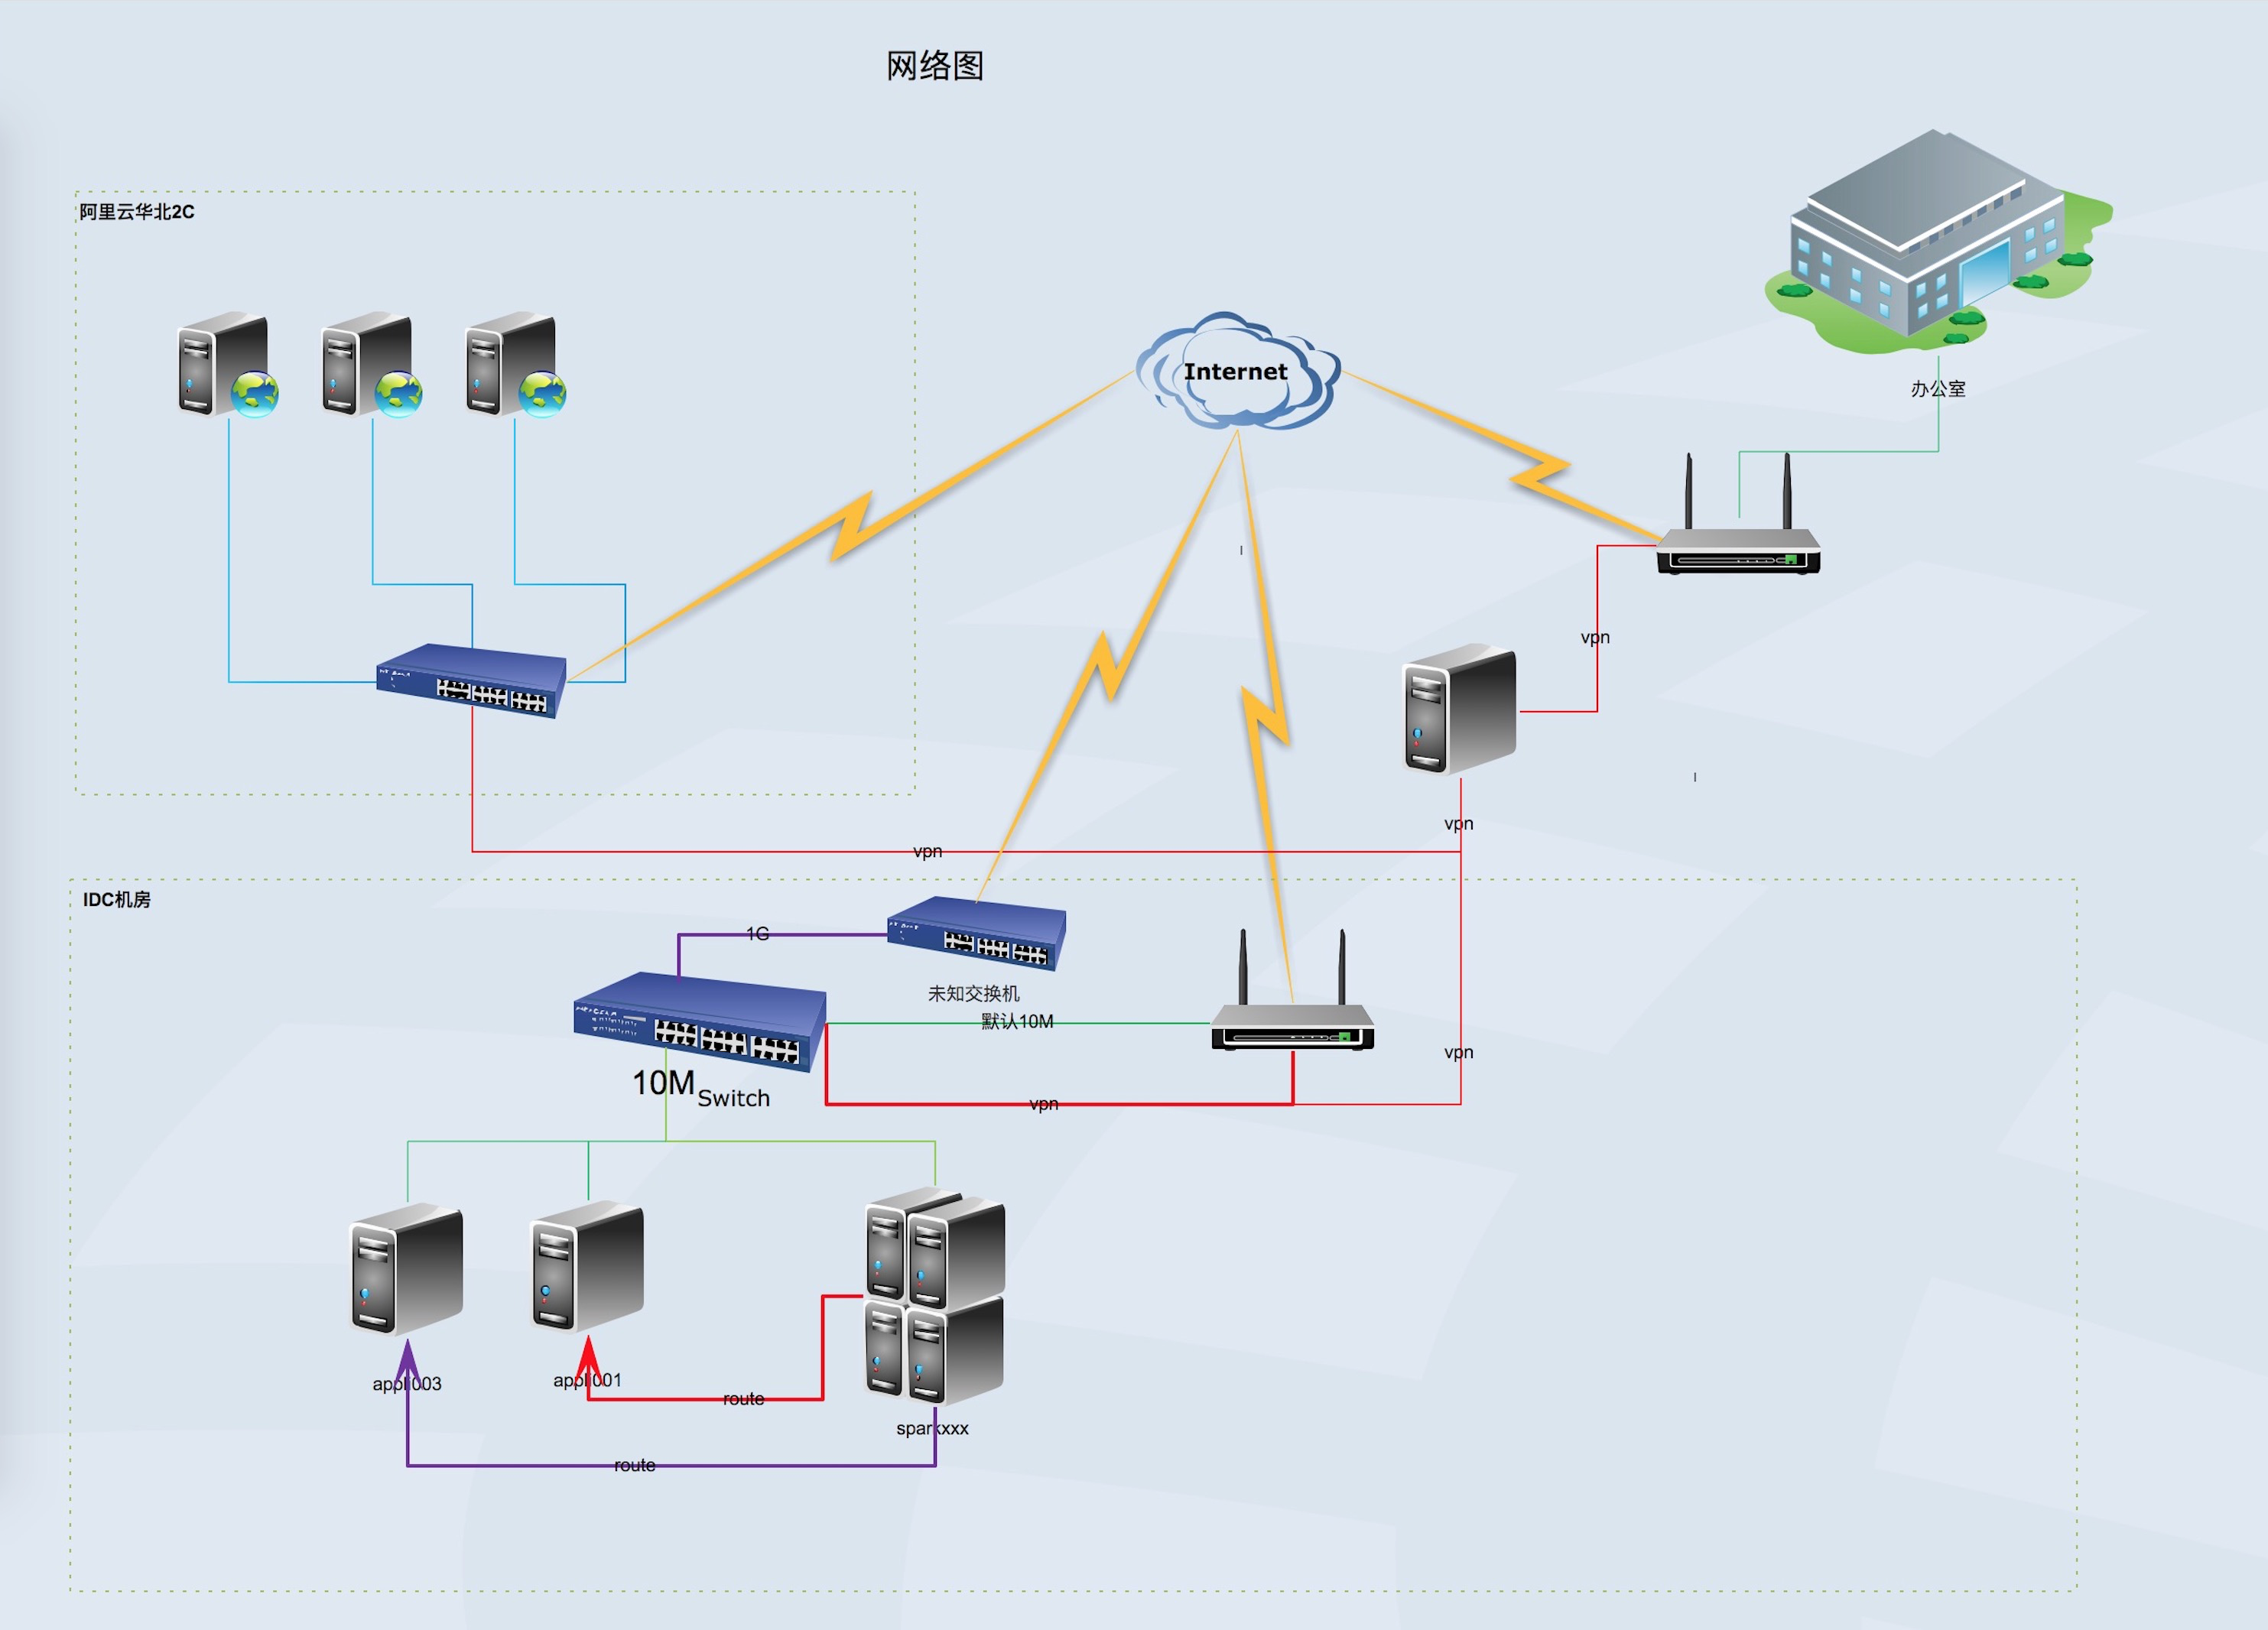 网络图
阿里云华北2C
Internet
办公室
vpn
vpn
vpn
IDC机房
1G
未知交换机
默认10M
vpn
10M
Switch
vpn
route
sparkxxx
route